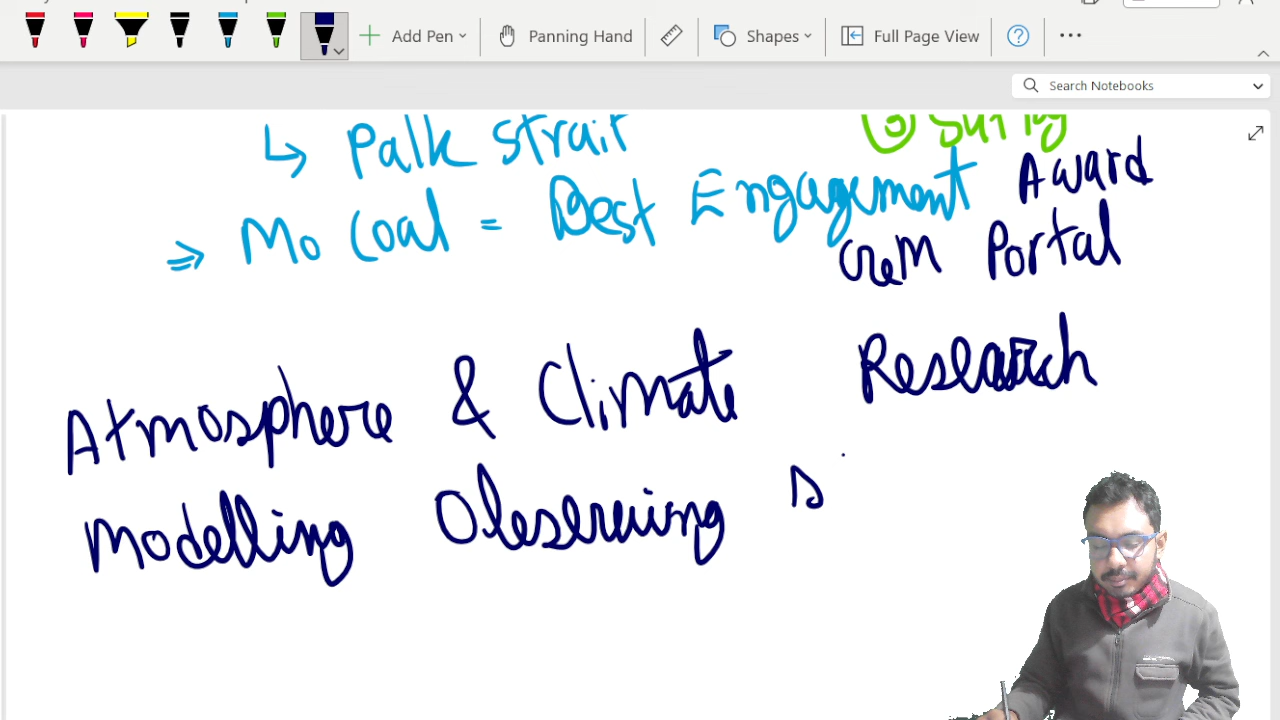 Add Pen
Panning Hand
Shapes
Full Page View
Search Notebooks
↳ Palk Strait
⇒ Mo Coal = Best Engagement Award
GeM Portal
Atmosphere & Climate Research
Modelling Observing S